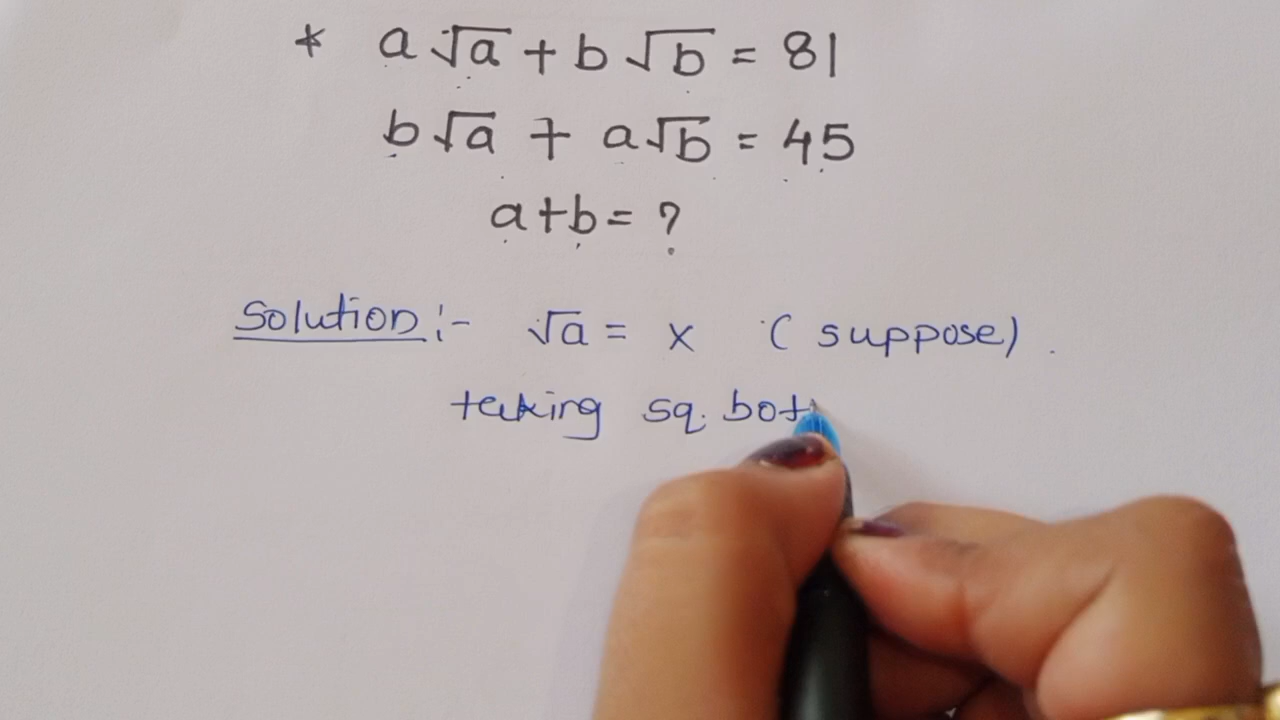 * a√a + b√b = 81
b√a + a√b = 45
a+b = ?
Solution :- √a = x (suppose)
taking sq. bot